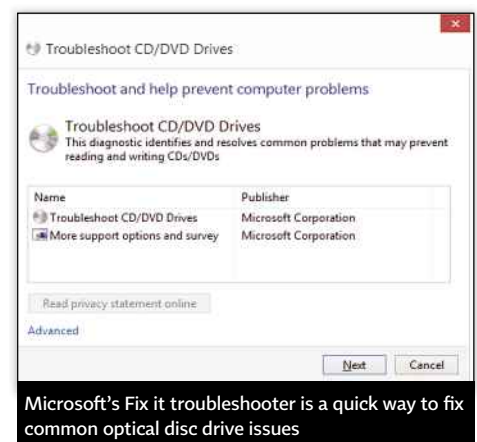 Troubleshoot CD/DVD Drives
Troubleshoot and help prevent computer problems
Troubleshoot CD/DVD Drives
This diagnostic identifies and resolves common problems that may prevent
reading and writing CDs/DVDs
Name Publisher
Troubleshoot CD/DVD Drives Microsoft Corporation
More support options and survey Microsoft Corporation
Read privacy statement online
Advanced
Next Cancel
Microsoft's Fix it troubleshooter is a quick way to fix
common optical disc drive issues